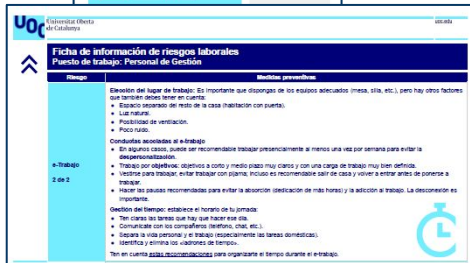 UOC
Universitat Oberta
de Catalunya
uoc.edu
Ficha de información de riesgos laborales
Puesto de trabajo: Personal de Gestión
Riesgo
Medidas preventivas
e-Trabajo
2 de 2
Elección del lugar de trabajo: Es importante que dispongas de los equipos adecuados (mesa, silla, etc.), pero hay otros factores
que también debes tener en cuenta:
• Espacio separado del resto de la casa (habitación con puerta).
• Luz natural.
• Posibilidad de ventilación.
• Poco ruido.
Conductas asociadas al e-trabajo
• En algunos casos, puede ser recomendable trabajar presencialmente al menos una vez por semana para evitar la
despersonalización.
• Trabajo por objetivos: objetivos a corto y medio plazo muy claros y con una carga de trabajo muy bien definida.
• Vestirse para trabajar, evitar trabajar con pijama; incluso es recomendable salir de casa y volver a entrar antes de ponerse a
trabajar.
• Hacer las pausas recomendadas para evitar la absorción (dedicación de más horas) y la adicción al trabajo. La desconexión es
importante.
Gestión del tiempo: establece el horario de tu jornada:
• Ten claras las tareas que hay que hacer ese día.
• Comunícate con los compañeros (teléfono, chat, etc.).
• Separa la vida personal y el trabajo (especialmente las tareas domésticas).
• Identifica y elimina los «ladrones de tiempo».
Ten en cuenta estas recomendaciones para organizarte el tiempo durante el e-trabajo.